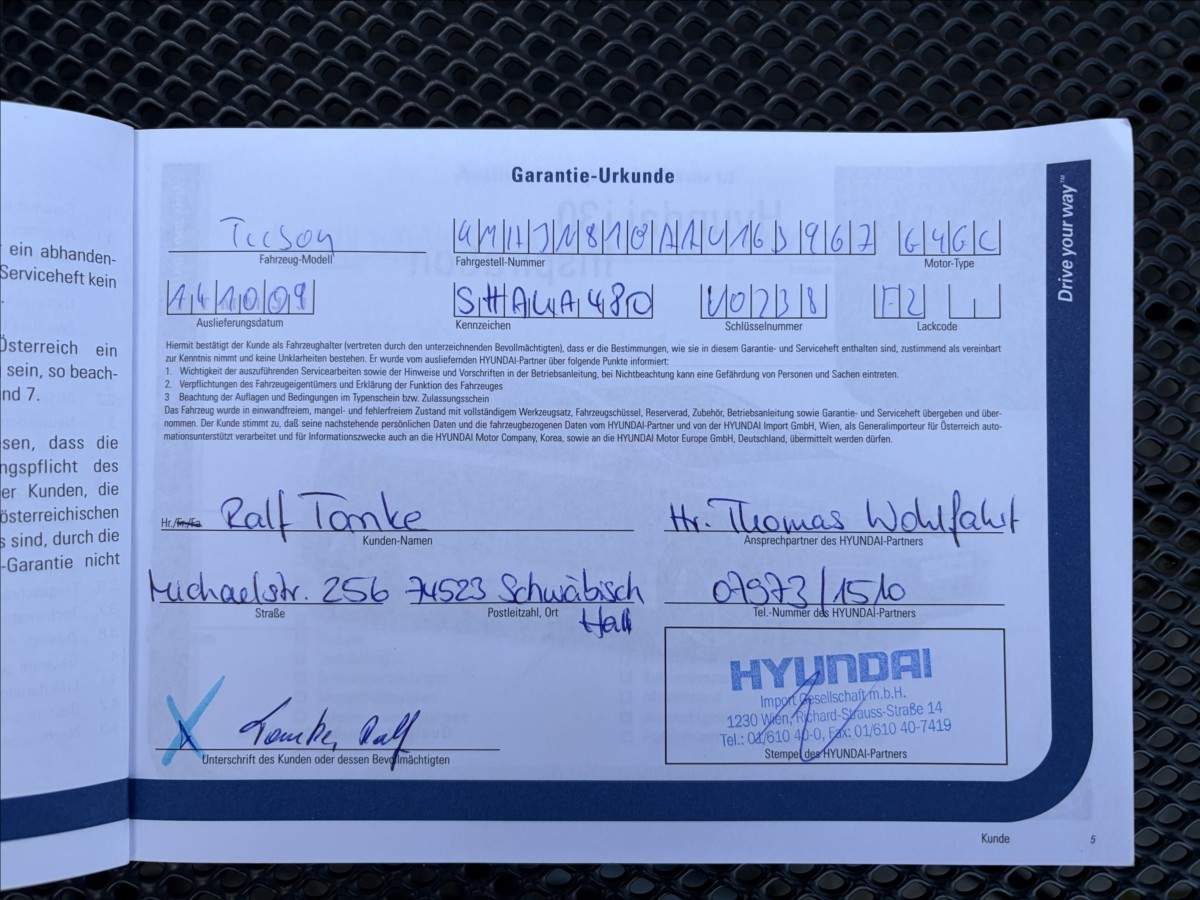 Garantie-Urkunde
Tucson
Fahrzeug-Modell
Fahrgestell-Nummer
G4GC
Motor-Type
141009
Auslieferungsdatum
SHAUA480
Kennzeichen
U0238
Schlüsselnummer
F2
Lackcode
Hiermit bestätigt der Kunde als Fahrzeughalter (vertreten durch den unterzeichnenden Bevollmächtigten), dass er die Bestimmungen, wie sie in diesem Garantie- und Serviceheft enthalten sind, zustimmend als vereinbart
zur Kenntnis nimmt und keine Unklarheiten bestehen. Er wurde vom ausliefernden HYUNDAI-Partner über folgende Punkte informiert:
1. Wichtigkeit der auszuführenden Servicearbeiten sowie der Hinweise und Vorschriften in der Betriebsanleitung, bei Nichtbeachtung kann eine Gefährdung von Personen und Sachen eintreten.
2. Verpflichtungen des Fahrzeugeigentümers und Erklärung der Funktion des Fahrzeuges
3 Beachtung der Auflagen und Bedingungen im Typenschein bzw. Zulassungsschein
Das Fahrzeug wurde in einwandfreiem, mangel- und fehlerfreiem Zustand mit vollständigem Werkzeugsatz, Fahrzeugschüssel, Reserverad, Zubehör, Betriebsanleitung sowie Garantie- und Serviceheft übergeben und über-
nommen. Der Kunde stimmt zu, daß seine nachstehende persönlichen Daten und die fahrzeugbezogenen Daten vom HYUNDAI-Partner und von der HYUNDAI Import GmbH, Wien, als Generalimporteur für Österreich auto-
mationsunterstützt verarbeitet und für Informationszwecke auch an die HYUNDAI Motor Company, Korea, sowie an die HYUNDAI Motor Europe GmbH, Deutschland, übermittelt werden dürfen.
Hr./Fr./Fa. Ralf Tomke
Kunden-Namen
Hr. Thomas Wohlfahrt
Ansprechpartner des HYUNDAI-Partners
Michaelstr. 256 74523 Schwäbisch
Hall
Straße
Postleitzahl, Ort
07973/1510
Tel.-Nummer des HYUNDAI-Partners
Tomke, Ralf
Unterschrift des Kunden oder dessen Bevollmächtigten
HYUNDAI
Import Gesellschaft m.b.H.
1230 Wien, Richard-Strauss-Straße 14
Tel.: 01/610 40-0, Fax: 01/610 40-7419
Stempel des HYUNDAI-Partners
Drive your way™
Kunde 5
ein abhanden-
Serviceheft kein
Österreich ein
sein, so beach-
nd 7.
sen, dass die
ngspflicht des
er Kunden, die
österreichischen
s sind, durch die
-Garantie nicht